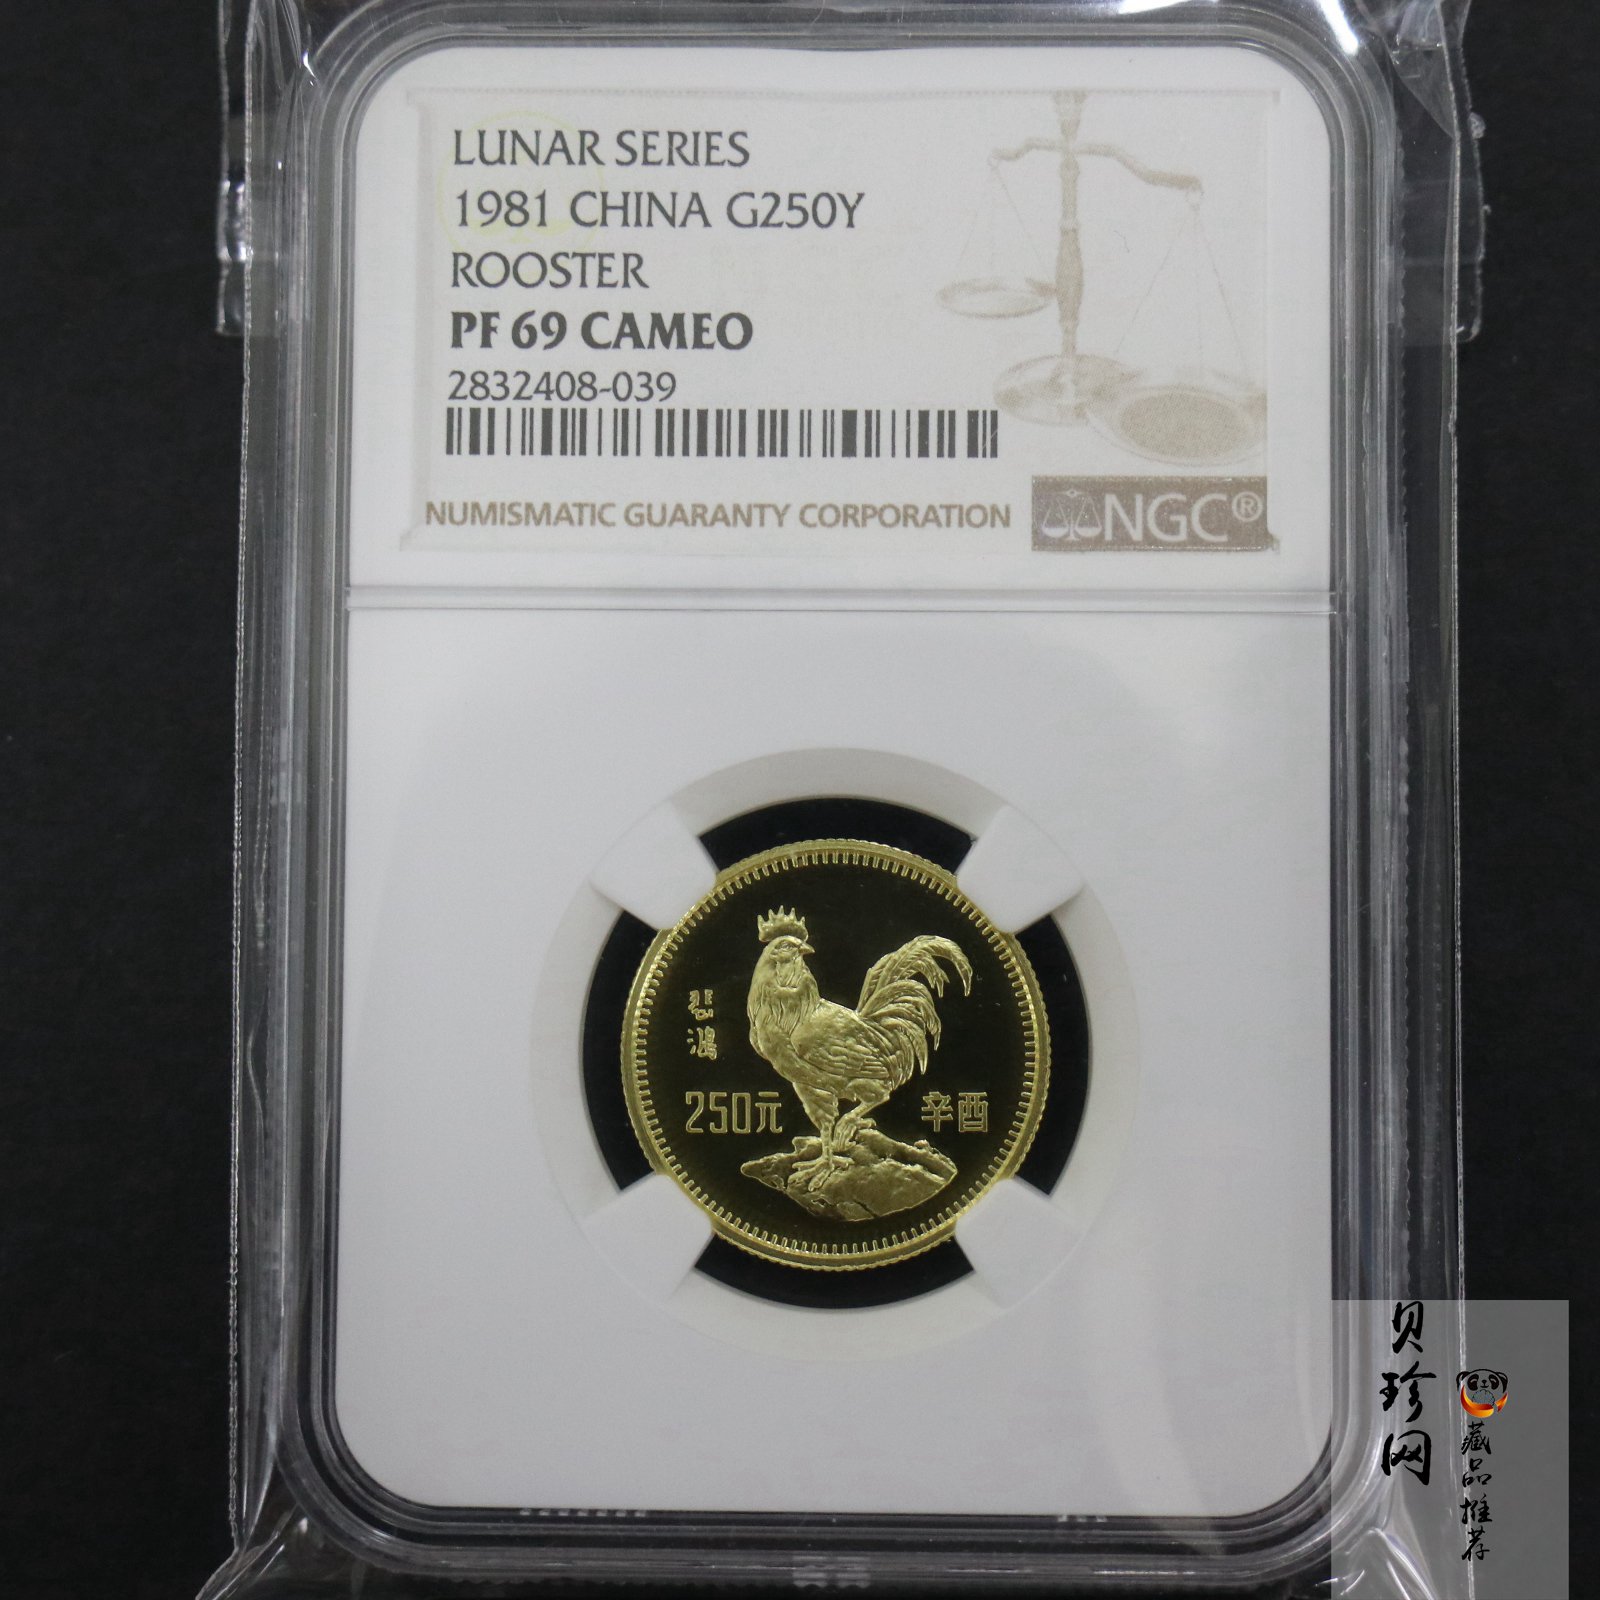 LUNAR SERIES
1981 CHINA G250Y
ROOSTER
PF 69 CAMEO
2832408-039
NUMISMATIC GUARANTY CORPORATION
NGC®
悲鸿
250元
辛酉
贝珍网
藏品推荐